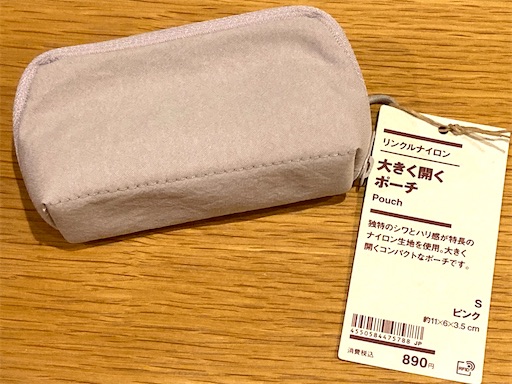 リンクルナイロン
大きく開く
ポーチ
Pouch
独特のシワとハリ感が特長の
ナイロン生地を使用。大きく
開くコンパクトなポーチです。
S
ピンク
約11×6×3.5cm
4550584475788 JP
消費税込 890円
RFID